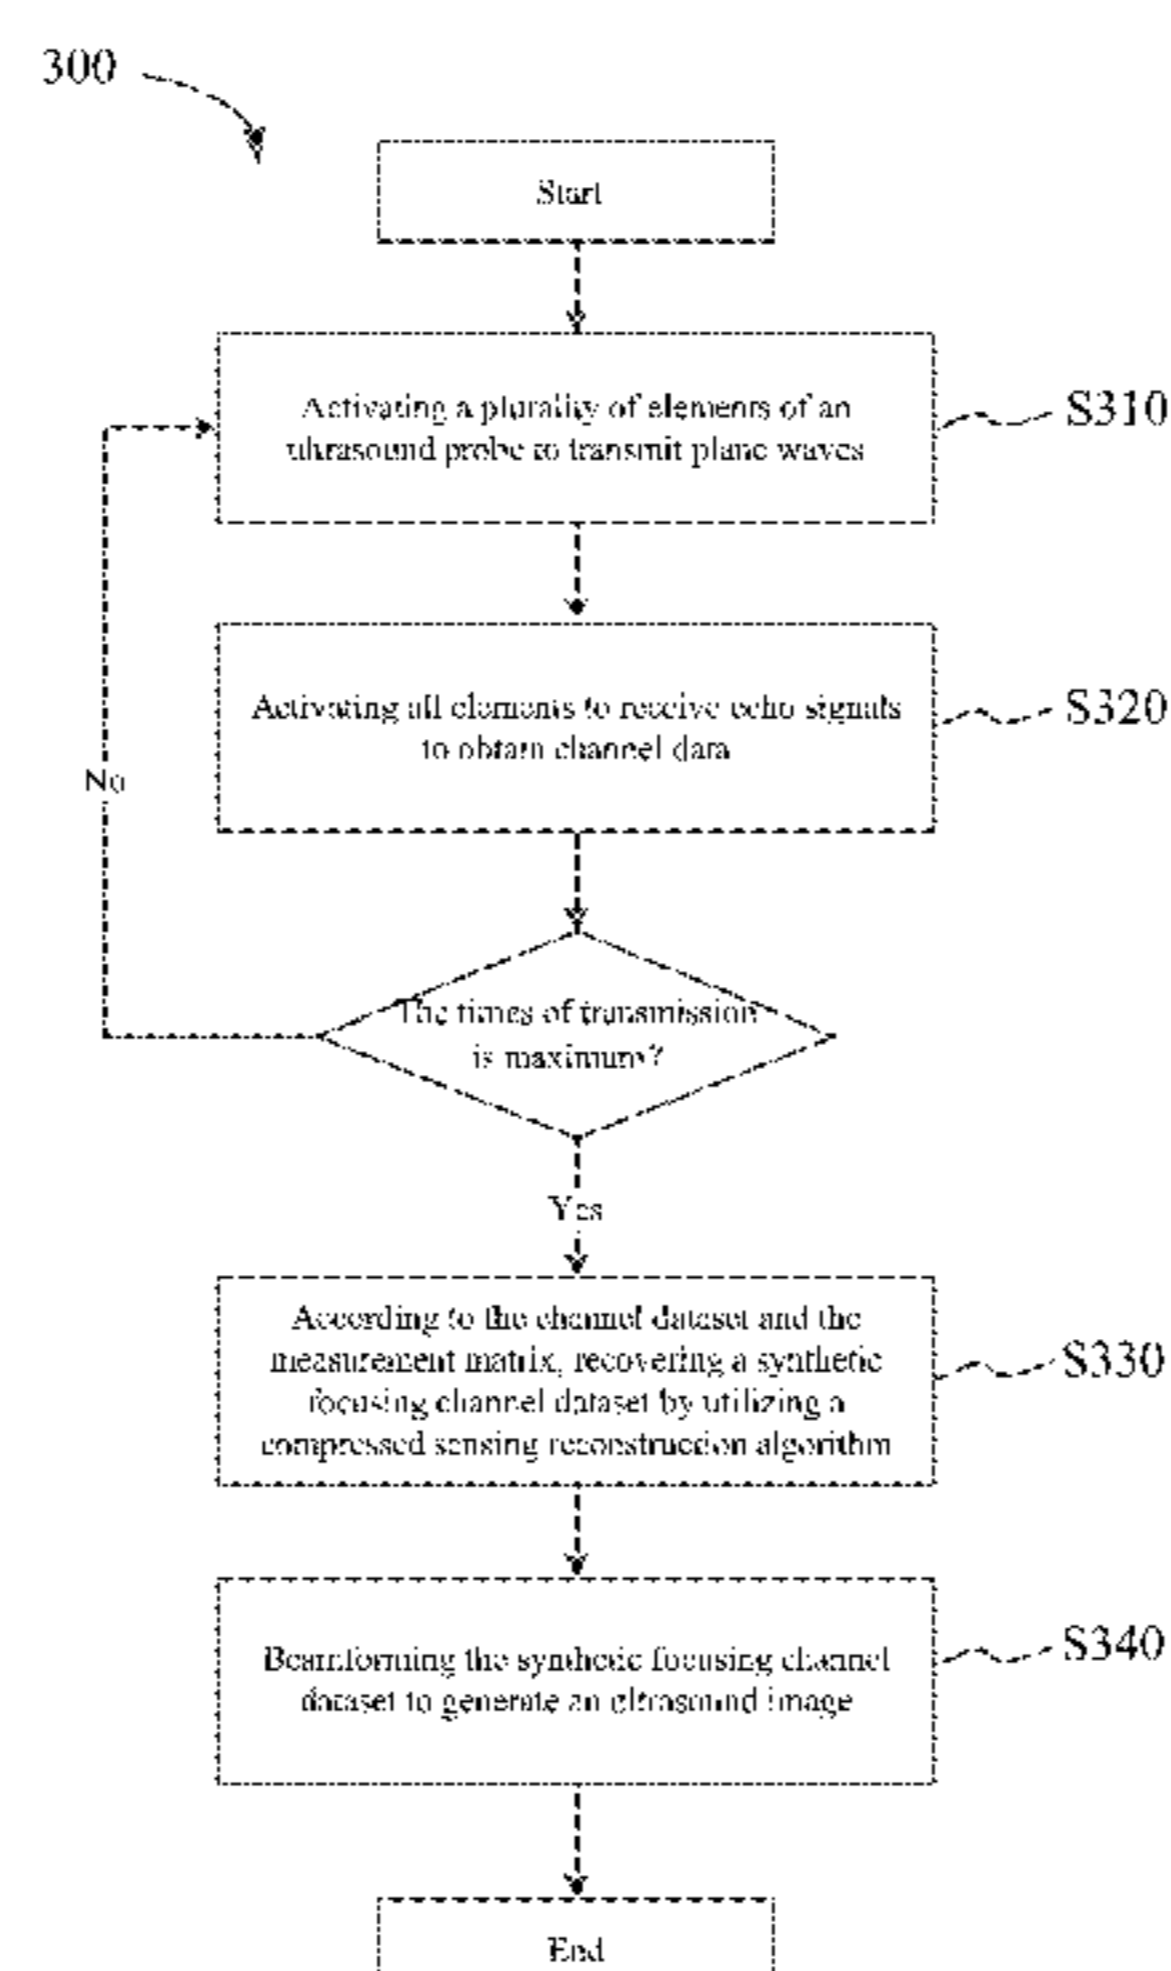 300
Start
Activating a plurality of elements of an
ultrasound probe to transmit plane waves
S310
Activating all elements to receive echo signals
to obtain channel data
S320
No
The times of transmission
is maximum?
Yes
According to the channel dataset and the
measurement matrix, recovering a synthetic
focusing channel dataset by utilizing a
compressed sensing reconstruction algorithm
S330
Beamforming the synthetic focusing channel
dataset to generate an ultrasound image
S340
End